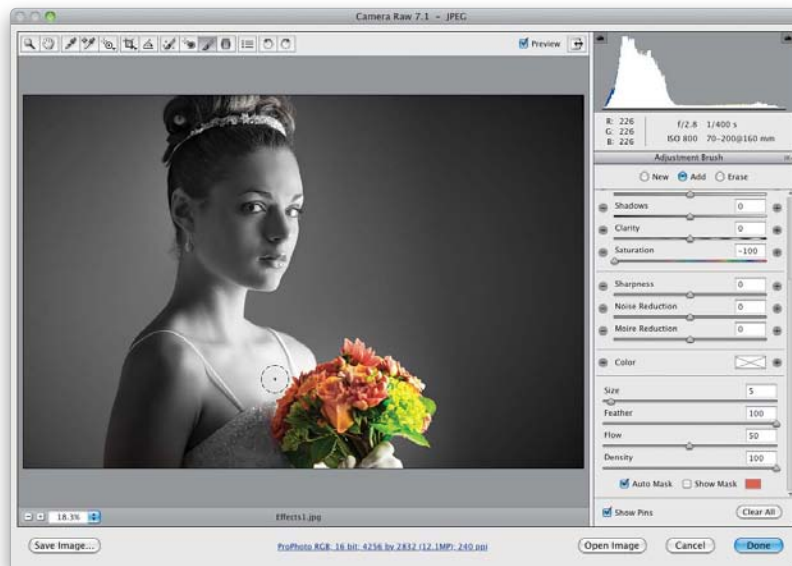 Camera Raw 7.1 – JPEG
Preview
R: 226
G: 226
B: 226
f/2.8 1/400 s
ISO 800 70–200@160 mm
Adjustment Brush
New Add Erase
Shadows 0
Clarity 0
Saturation -100
Sharpness 0
Noise Reduction 0
Moire Reduction 0
Color
Size 5
Feather 100
Flow 50
Density 100
Auto Mask Show Mask
Show Pins Clear All
18.3% Effects1.jpg
Save Image... ProPhoto RGB; 16 bit; 4256 by 2832 (12.1MP); 240 ppi Open Image Cancel Done